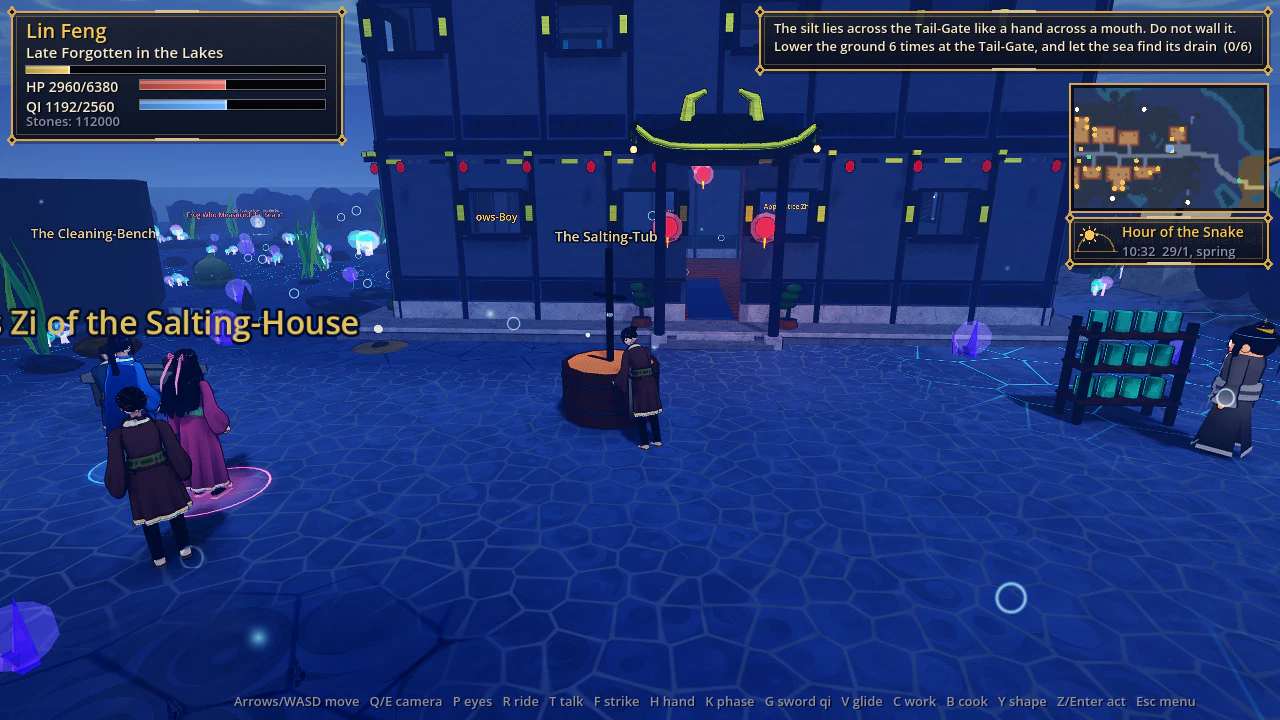 Lin Feng
Late Forgotten in the Lakes
HP 2960/6380
QI 1192/2560
Stones: 112000
The silt lies across the Tail-Gate like a hand across a mouth. Do not wall it.
Lower the ground 6 times at the Tail-Gate, and let the sea find its drain (0/6)
Hour of the Snake
10:32 29/1, spring
ows-Boy
The Cleaning-Bench
The Salting-Tub
Zi of the Salting-House
Arrows/WASD move Q/E camera P eyes R ride T talk F strike H hand K phase G sword qi V glide C work B cook Y shape Z/Enter act Esc menu